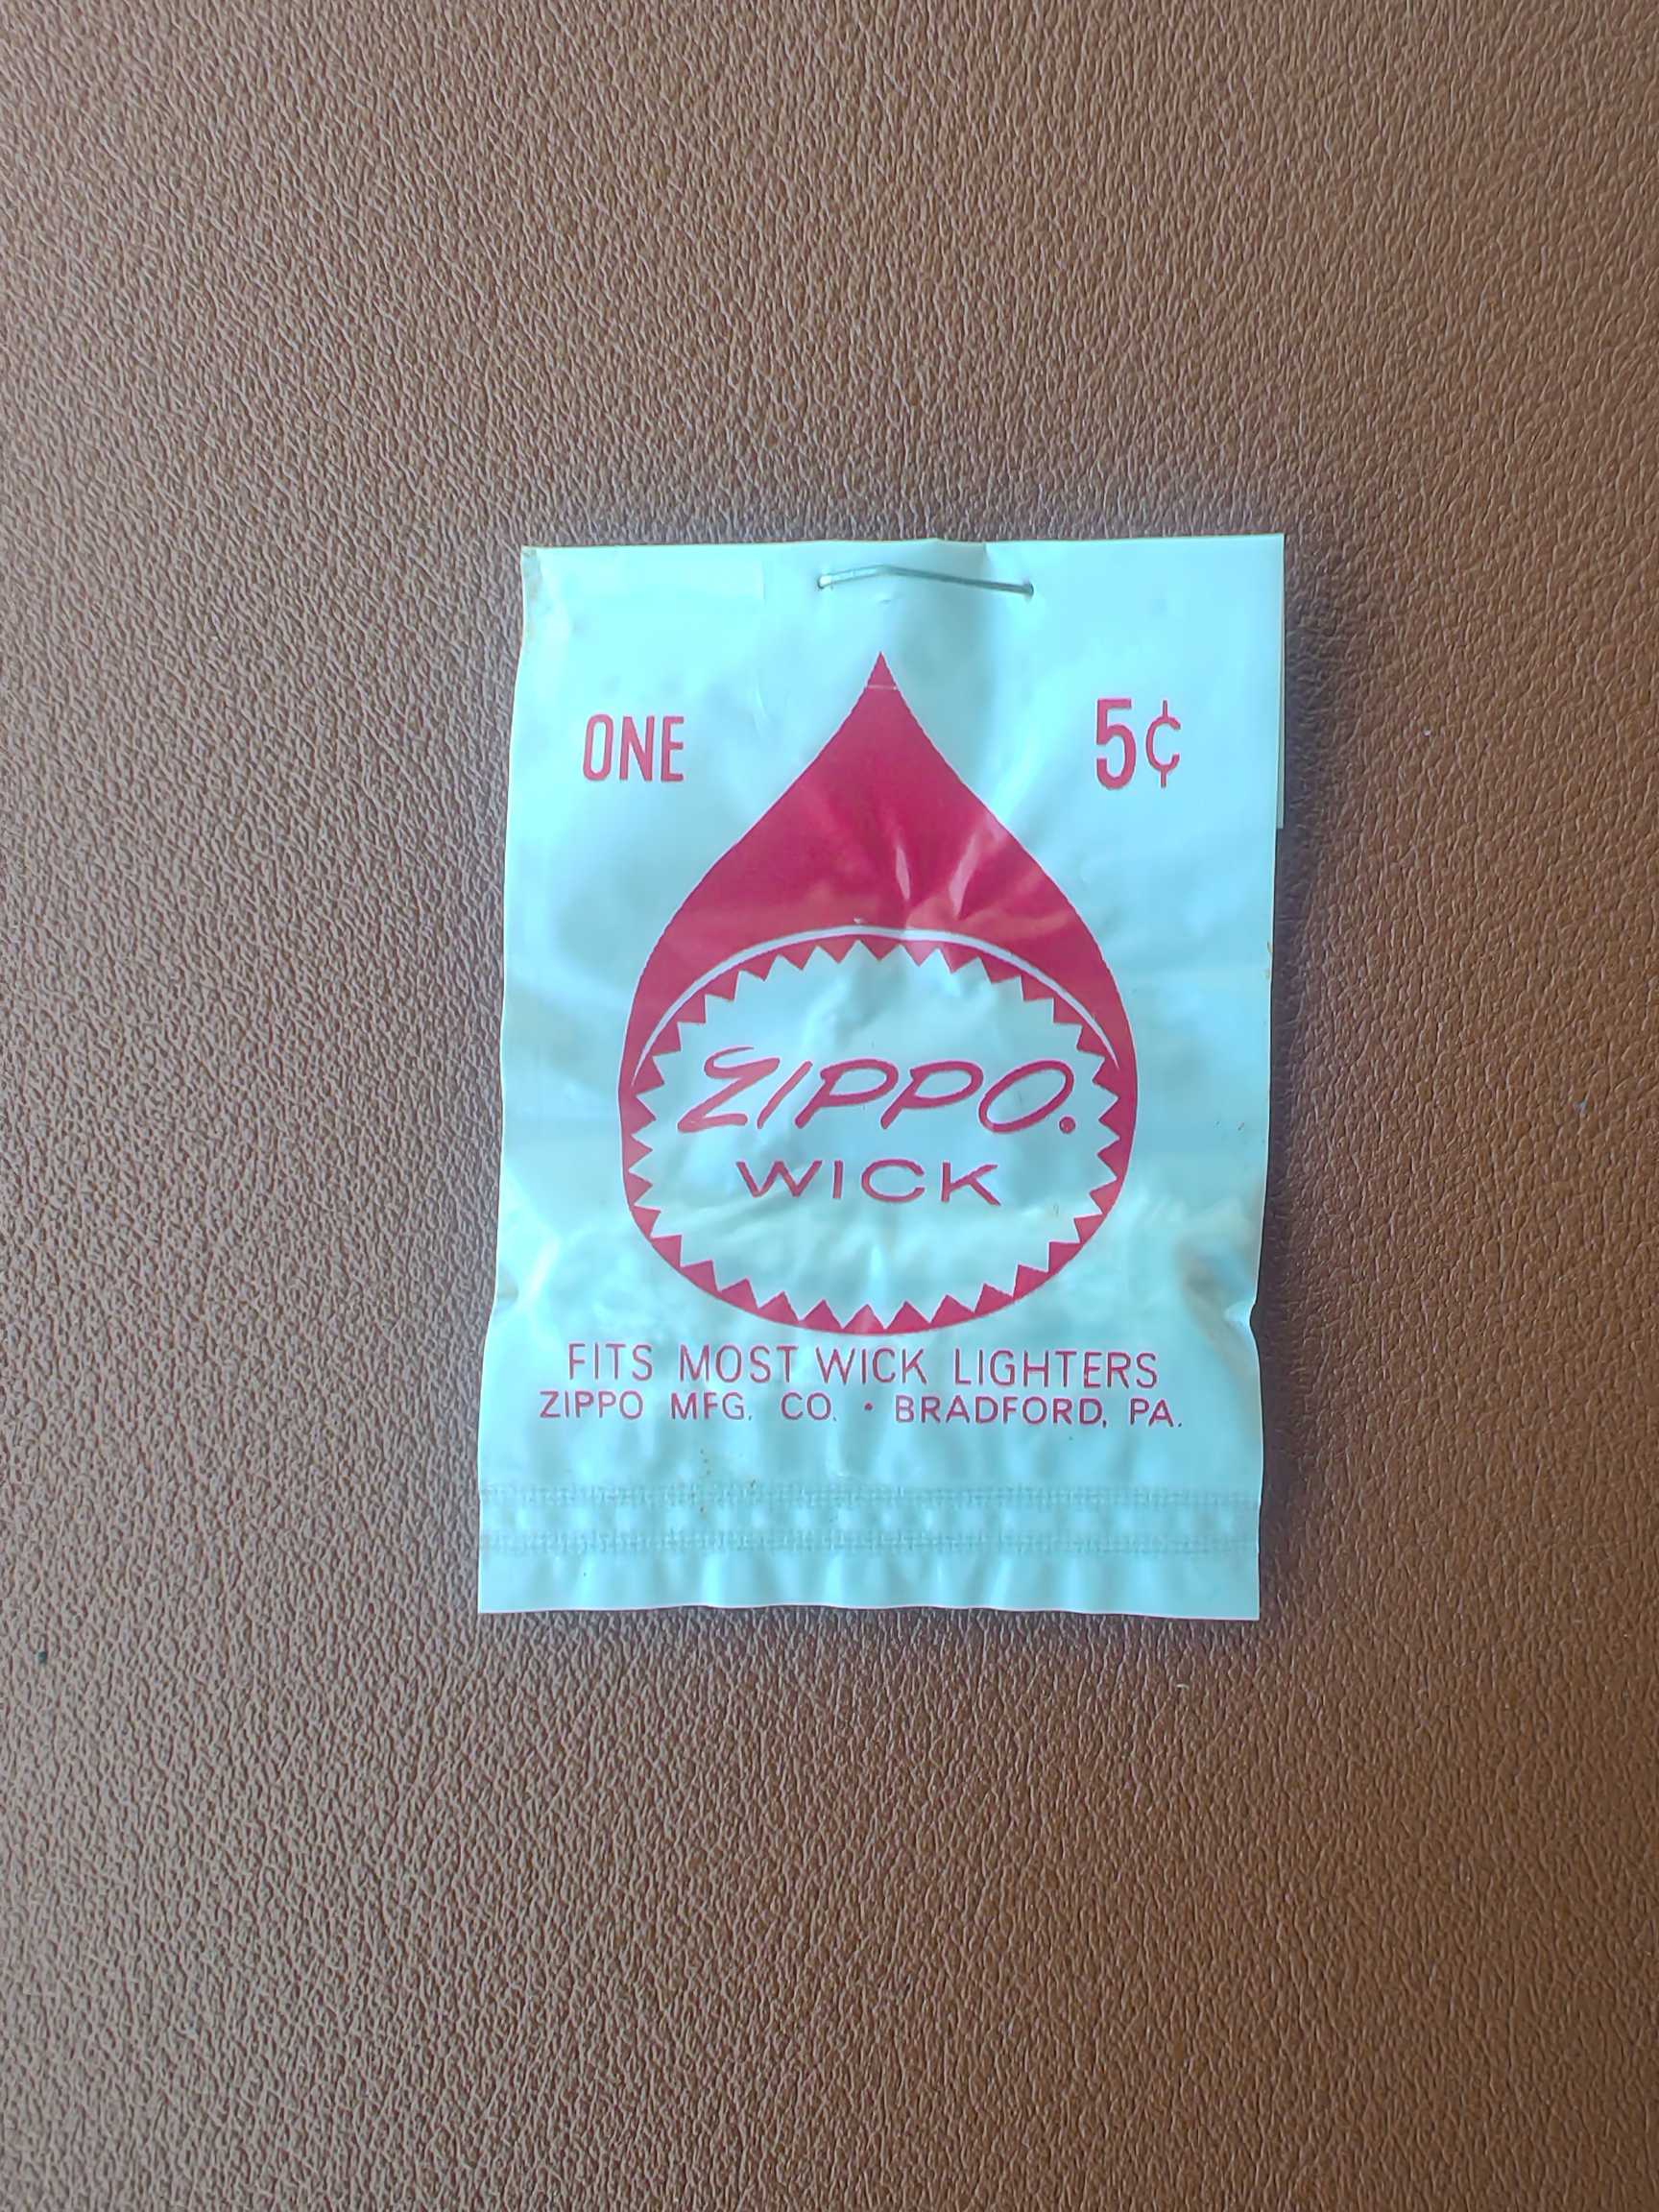 ONE 5¢
ZIPPO.
WICK
FITS MOST WICK LIGHTERS
ZIPPO MFG. CO. • BRADFORD, PA.